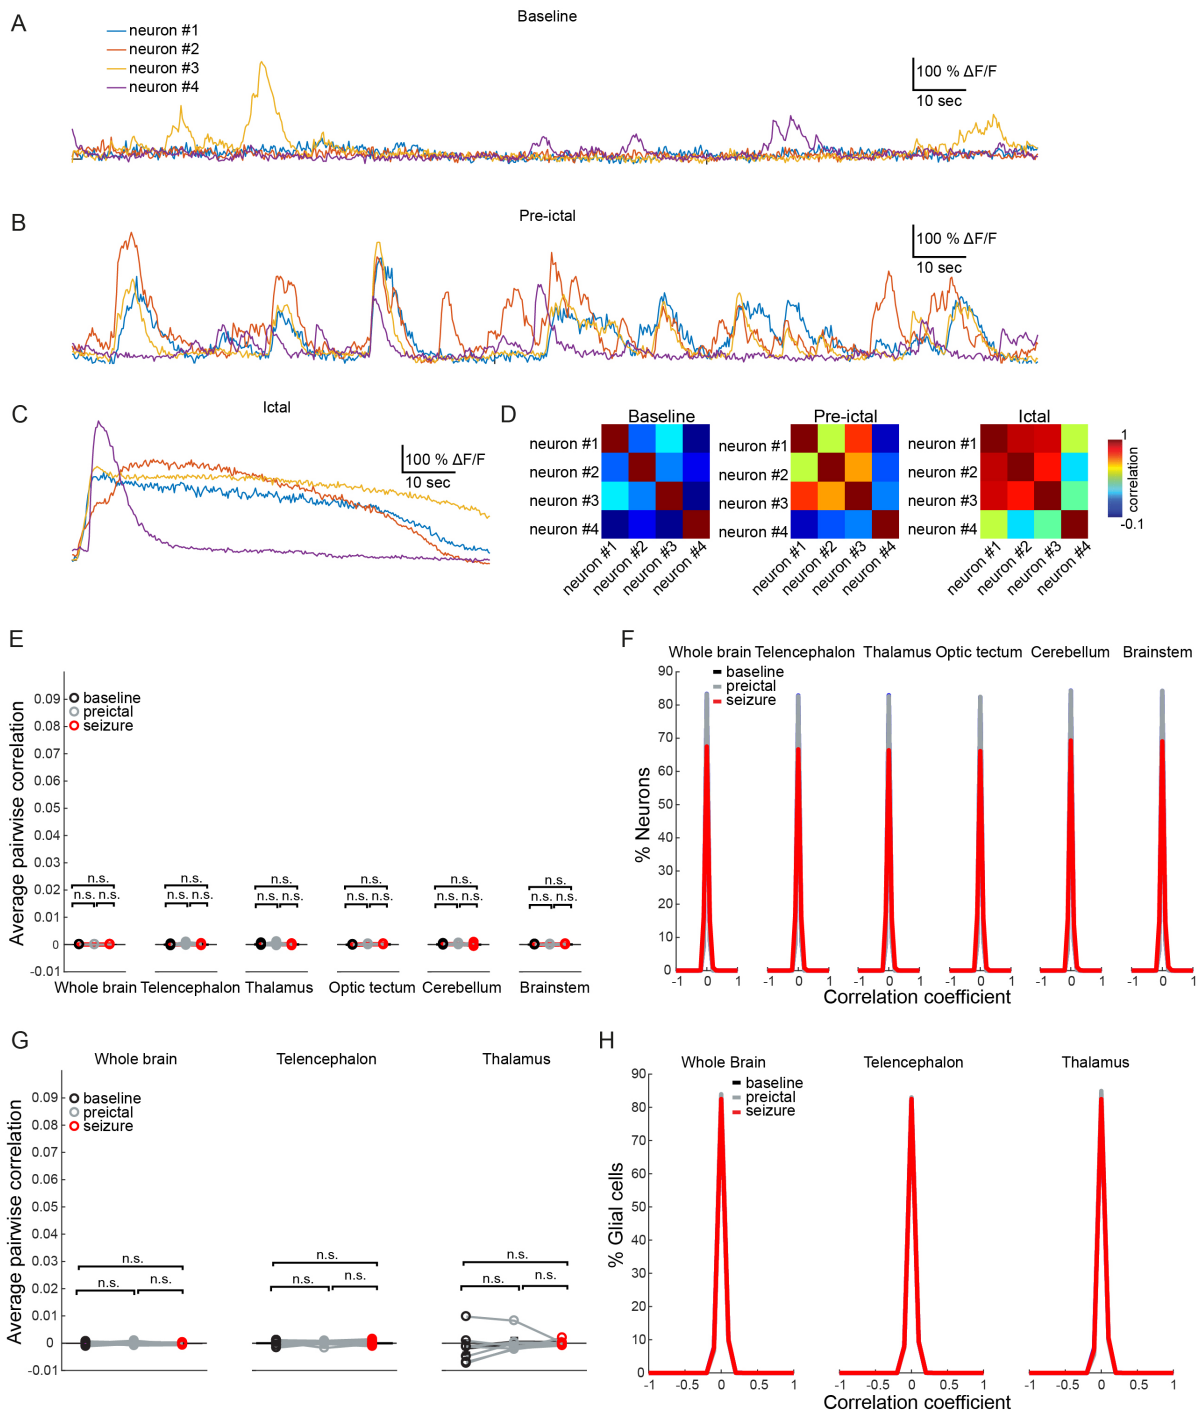 A
Baseline
neuron #1
neuron #2
neuron #3
neuron #4
100 % ΔF/F
10 sec
B
Pre-ictal
100 % ΔF/F
10 sec
C
Ictal
100 % ΔF/F
10 sec
D
Baseline
Pre-ictal
Ictal
neuron #1
neuron #2
neuron #3
neuron #4
neuron #1
neuron #2
neuron #3
neuron #4
neuron #1
neuron #2
neuron #3
neuron #4
neuron #1
neuron #2
neuron #3
neuron #4
neuron #1
neuron #2
neuron #3
neuron #4
neuron #1
neuron #2
neuron #3
neuron #4
1
correlation
-0.1
E
Average pairwise correlation
0.09
0.08
0.07
0.06
0.05
0.04
0.03
0.02
0.01
0
-0.01
baseline
preictal
seizure
n.s. n.s. n.s. n.s. n.s. n.s.
n.s. n.s. n.s. n.s. n.s. n.s. n.s. n.s. n.s. n.s. n.s. n.s.
Whole brain Telencephalon Thalamus Optic tectum Cerebellum Brainstem
F
Whole brain Telencephalon Thalamus Optic tectum Cerebellum Brainstem
baseline
preictal
seizure
% Neurons
90
80
70
60
50
40
30
20
10
0
-1 0 1 -1 0 1 -1 0 1 -1 0 1 -1 0 1 -1 0 1
Correlation coefficient
G
Whole brain Telencephalon Thalamus
Average pairwise correlation
0.09
0.08
0.07
0.06
0.05
0.04
0.03
0.02
0.01
0
-0.01
baseline
preictal
seizure
n.s. n.s. n.s.
n.s. n.s. n.s. n.s. n.s. n.s.
H
Whole Brain Telencephalon Thalamus
baseline
preictal
seizure
% Glial cells
90
80
70
60
50
40
30
20
10
0
-1 -0.5 0 0.5 1 -1 -0.5 0 0.5 1 -1 -0.5 0 0.5 1
Correlation coefficient